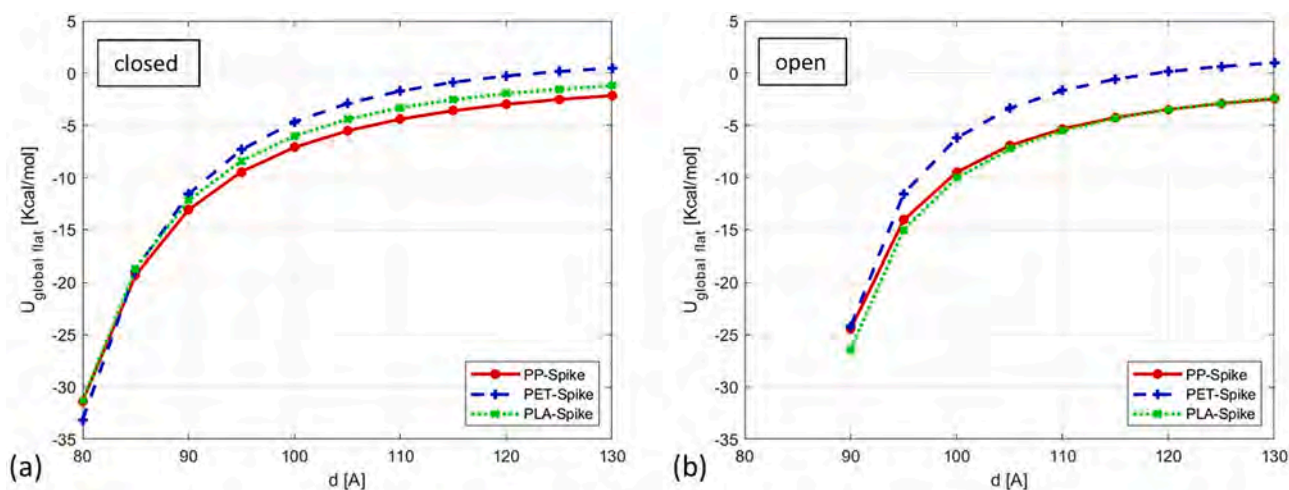 closed
5
0
-5
-10
-15
-20
-25
-30
-35
U global flat [Kcal/mol]
80 90 100 110 120 130
d [A]
PP-Spike
PET-Spike
PLA-Spike
(a)
open
5
0
-5
-10
-15
-20
-25
-30
-35
U global flat [Kcal/mol]
80 90 100 110 120 130
d [A]
PP-Spike
PET-Spike
PLA-Spike
(b)